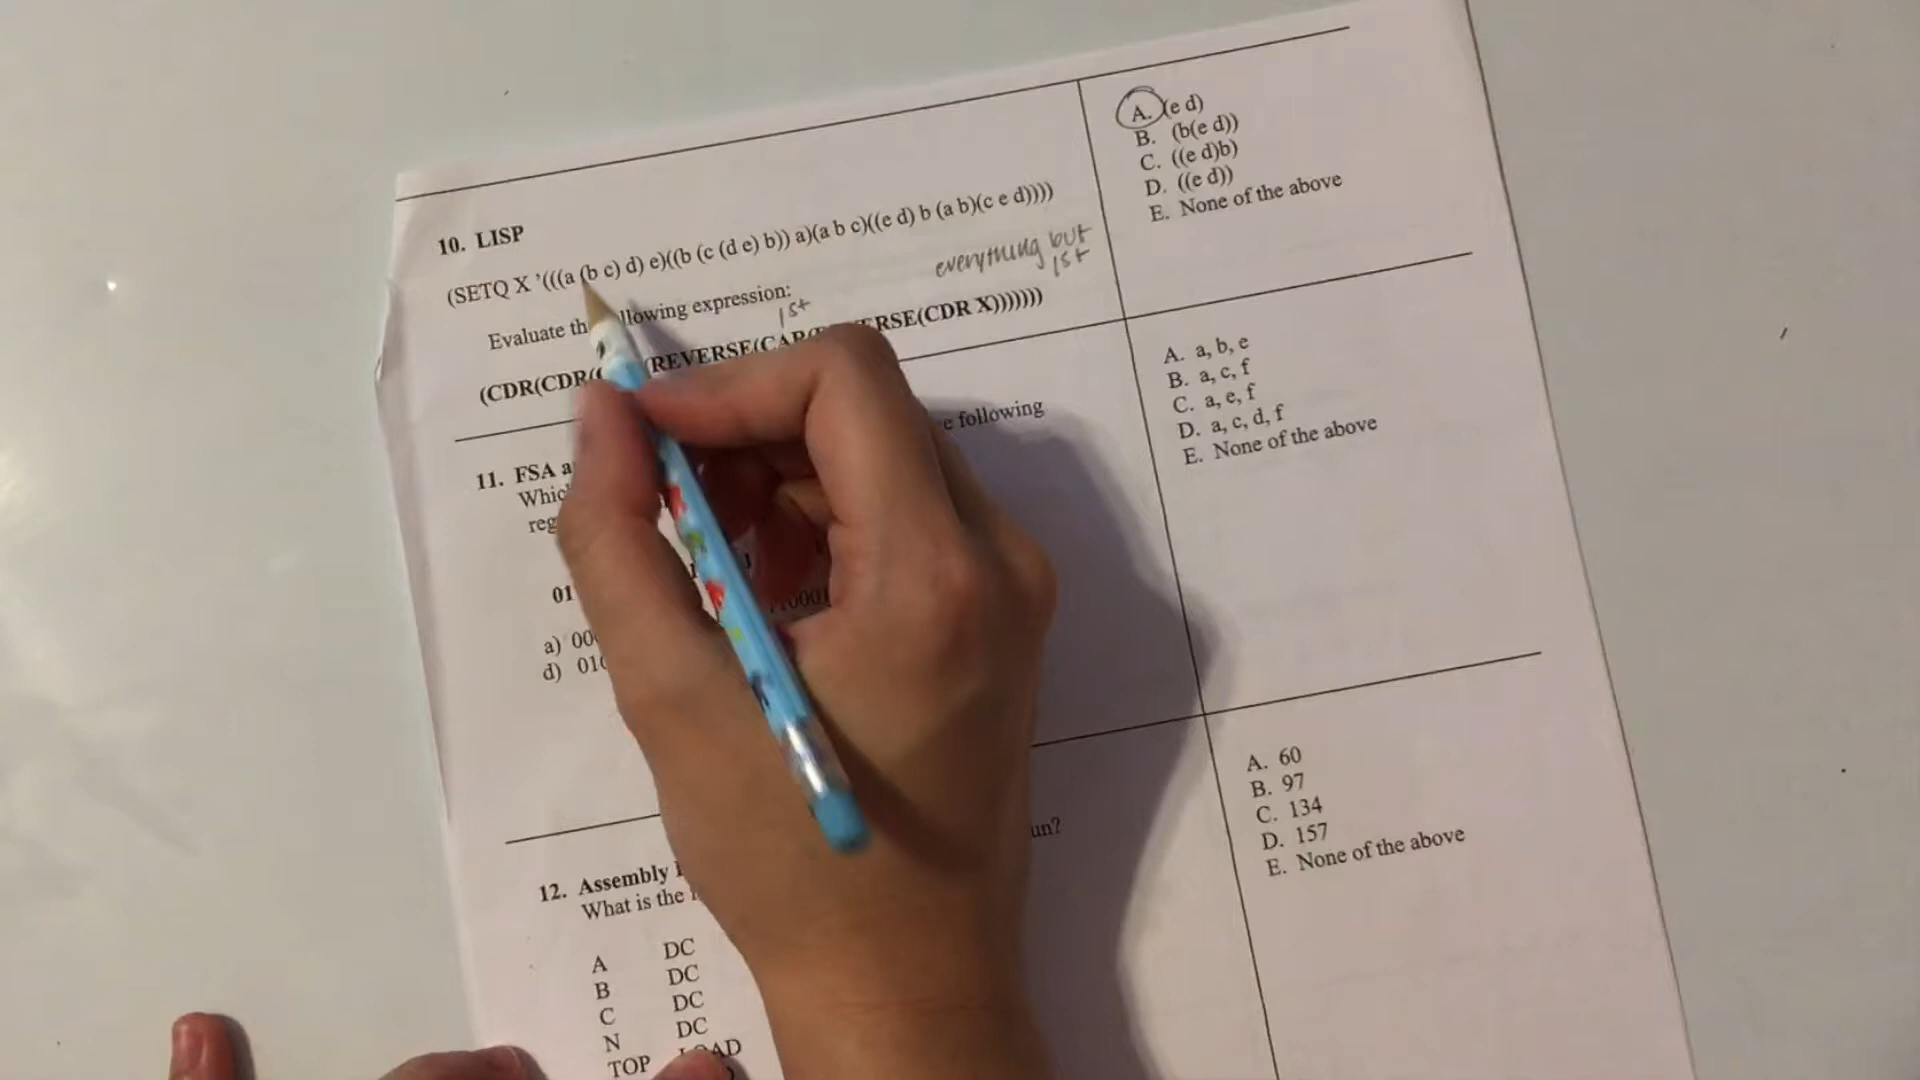 10. LISP
(SETQ X '(((a (b c) d) e)((b (c (d e) b)) a)(a b c)((e d) b (a b)(c e d))))
everything but
1st
Evaluate th llowing expression:
1st
(CDR(CDR( (REVERSE(CAR( ERSE(CDR X)))))))
A. (e d)
B. (b(e d))
C. ((e d)b)
D. ((e d))
E. None of the above
11. FSA a
Whic e following
reg
01
a) 00
d) 01
A. a, b, e
B. a, c, f
C. a, e, f
D. a, c, d, f
E. None of the above
12. Assembly
What is the un?
A DC
B DC
C DC
N DC
TOP LOAD
A. 60
B. 97
C. 134
D. 157
E. None of the above